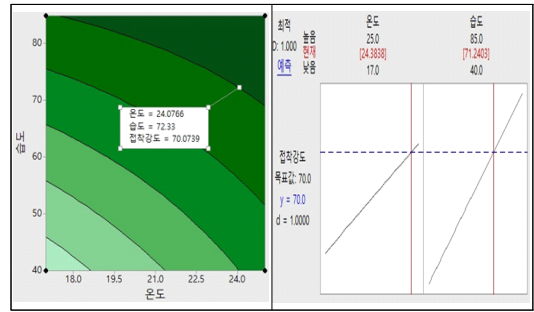 80
70
60
50
40
습도
온도 = 24.0766
습도 = 72.33
접착강도 = 70.0739
18.0 19.5 21.0 22.5 24.0
온도
최적
D: 1.000
예측
높음
현재
낮음
온도
25.0
[24.3838]
17.0
습도
85.0
[71.2403]
40.0
접착강도
목표값: 70.0
y = 70.0
d = 1.0000